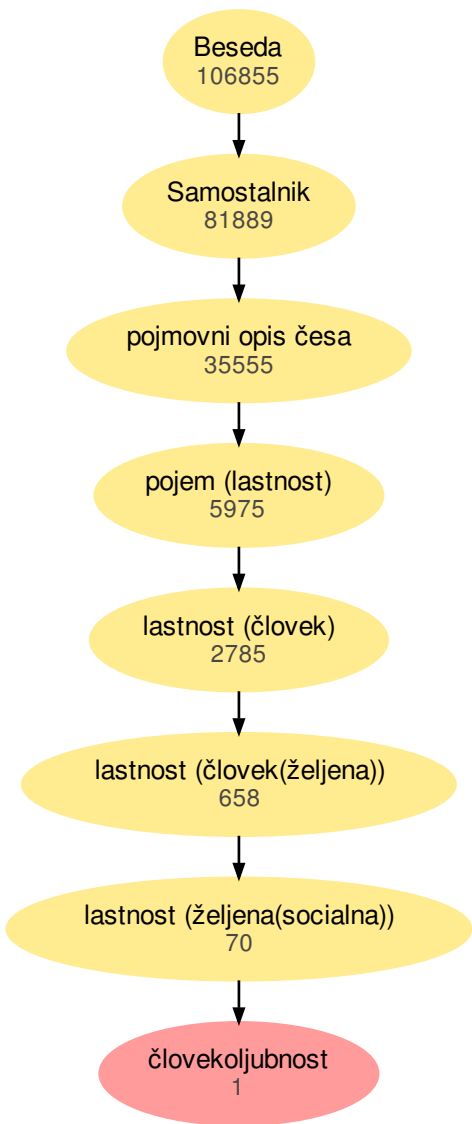 Beseda
106855
Samostalnik
81889
pojmovni opis česa
35555
pojem (lastnost)
5975
lastnost (človek)
2785
lastnost (človek(željena))
658
lastnost (željena(socialna))
70
človekoljubnost
1